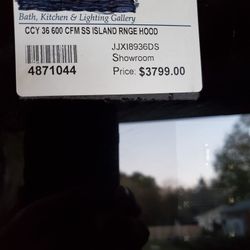 Bath, Kitchen & Lighting Gallery
CCY 36 600 CFM SS ISLAND RNGE HOOD
JJXI8936DS
Showroom
4871044
Price: $3799.00